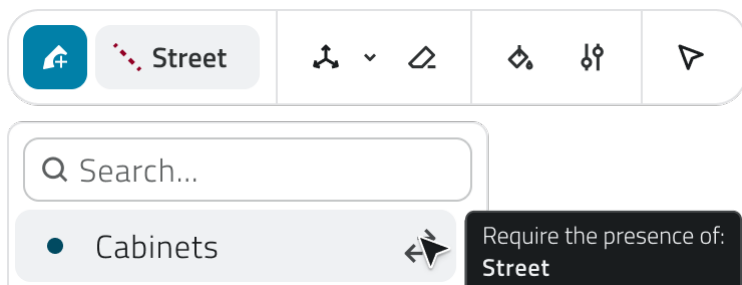 Street
Search...
Cabinets
Require the presence of:
Street